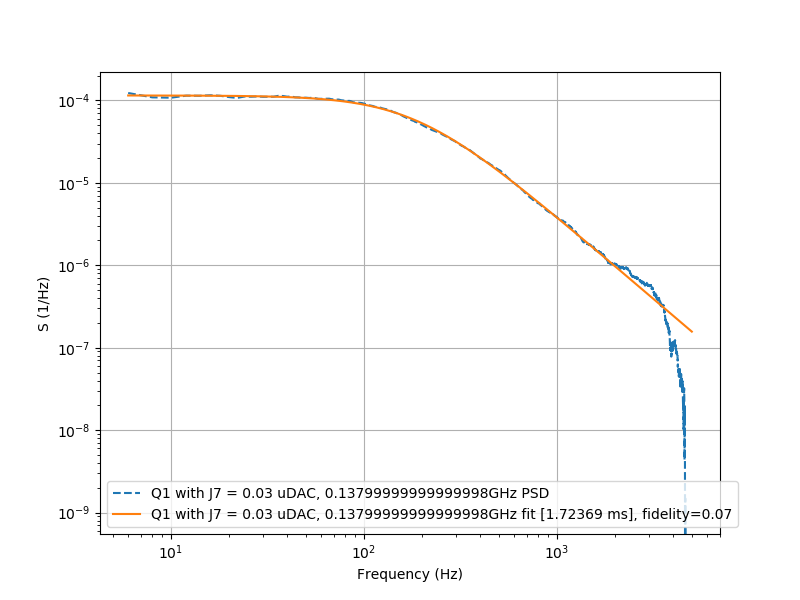 10⁻⁴
10⁻⁵
10⁻⁶
10⁻⁷
10⁻⁸
10⁻⁹
S (1/Hz)
Q1 with J7 = 0.03 uDAC, 0.13799999999999998GHz PSD
Q1 with J7 = 0.03 uDAC, 0.13799999999999998GHz fit [1.72369 ms], fidelity=0.07
10¹ 10² 10³
Frequency (Hz)